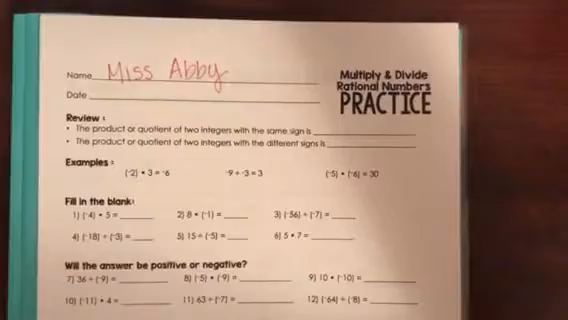 Name Miss Abby
Date
Multiply & Divide
Rational Numbers
PRACTICE
Review:
• The product or quotient of two integers with the same sign is
• The product or quotient of two integers with the different signs is
Examples:
(-2) • 3 = -6 -9 ÷ -3 = 3 (-5) • (-6) = 30
Fill in the blank:
1) (-4) • 5 = 2) 8 • (-1) = 3) (-56) ÷ (-7) =
4) (-18) ÷ (-3) = 5) 15 ÷ (-5) = 6) 5 • 7 =
Will the answer be positive or negative?
7) 36 ÷ (-9) = 8) (-5) • (-9) = 9) 10 • (-10) =
10) (-11) • 4 = 11) 63 ÷ (-7) = 12) (-64) ÷ (-8) =